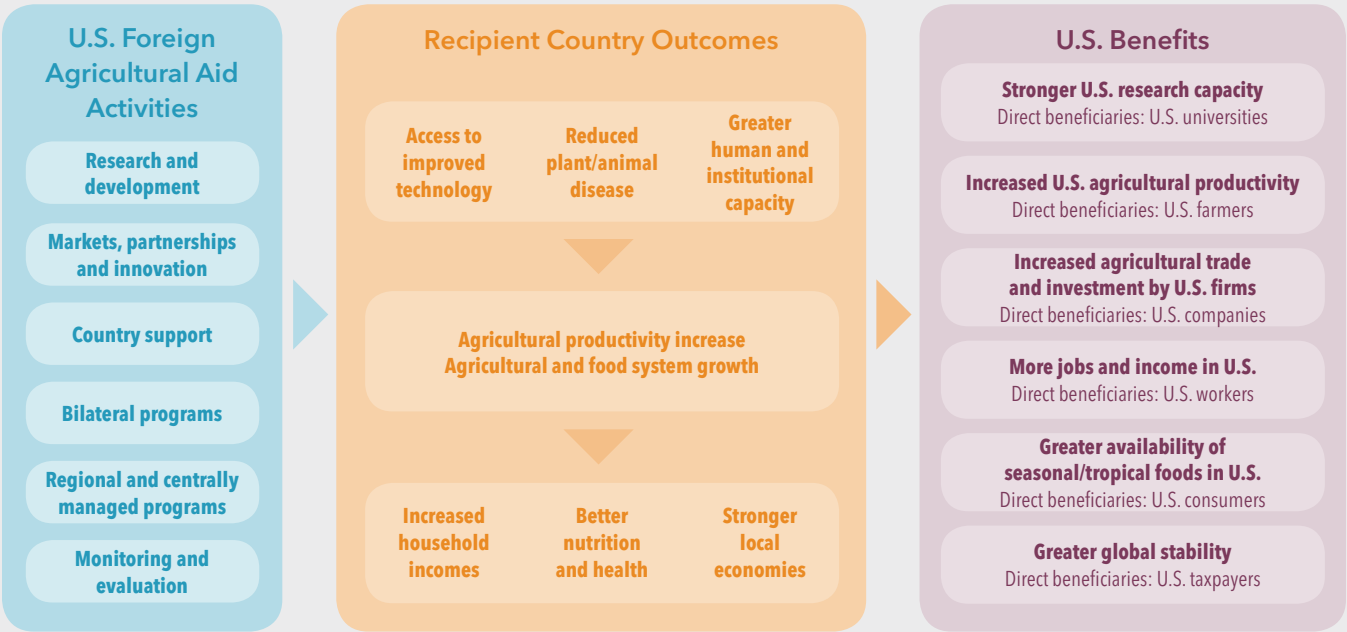 U.S. Foreign
Agricultural Aid
Activities
Research and
development
Markets, partnerships
and innovation
Country support
Bilateral programs
Regional and centrally
managed programs
Monitoring and
evaluation
Recipient Country Outcomes
Access to
improved
technology
Reduced
plant/animal
disease
Greater
human and
institutional
capacity
Agricultural productivity increase
Agricultural and food system growth
Increased
household
incomes
Better
nutrition
and health
Stronger
local
economies
U.S. Benefits
Stronger U.S. research capacity
Direct beneficiaries: U.S. universities
Increased U.S. agricultural productivity
Direct beneficiaries: U.S. farmers
Increased agricultural trade
and investment by U.S. firms
Direct beneficiaries: U.S. companies
More jobs and income in U.S.
Direct beneficiaries: U.S. workers
Greater availability of
seasonal/tropical foods in U.S.
Direct beneficiaries: U.S. consumers
Greater global stability
Direct beneficiaries: U.S. taxpayers